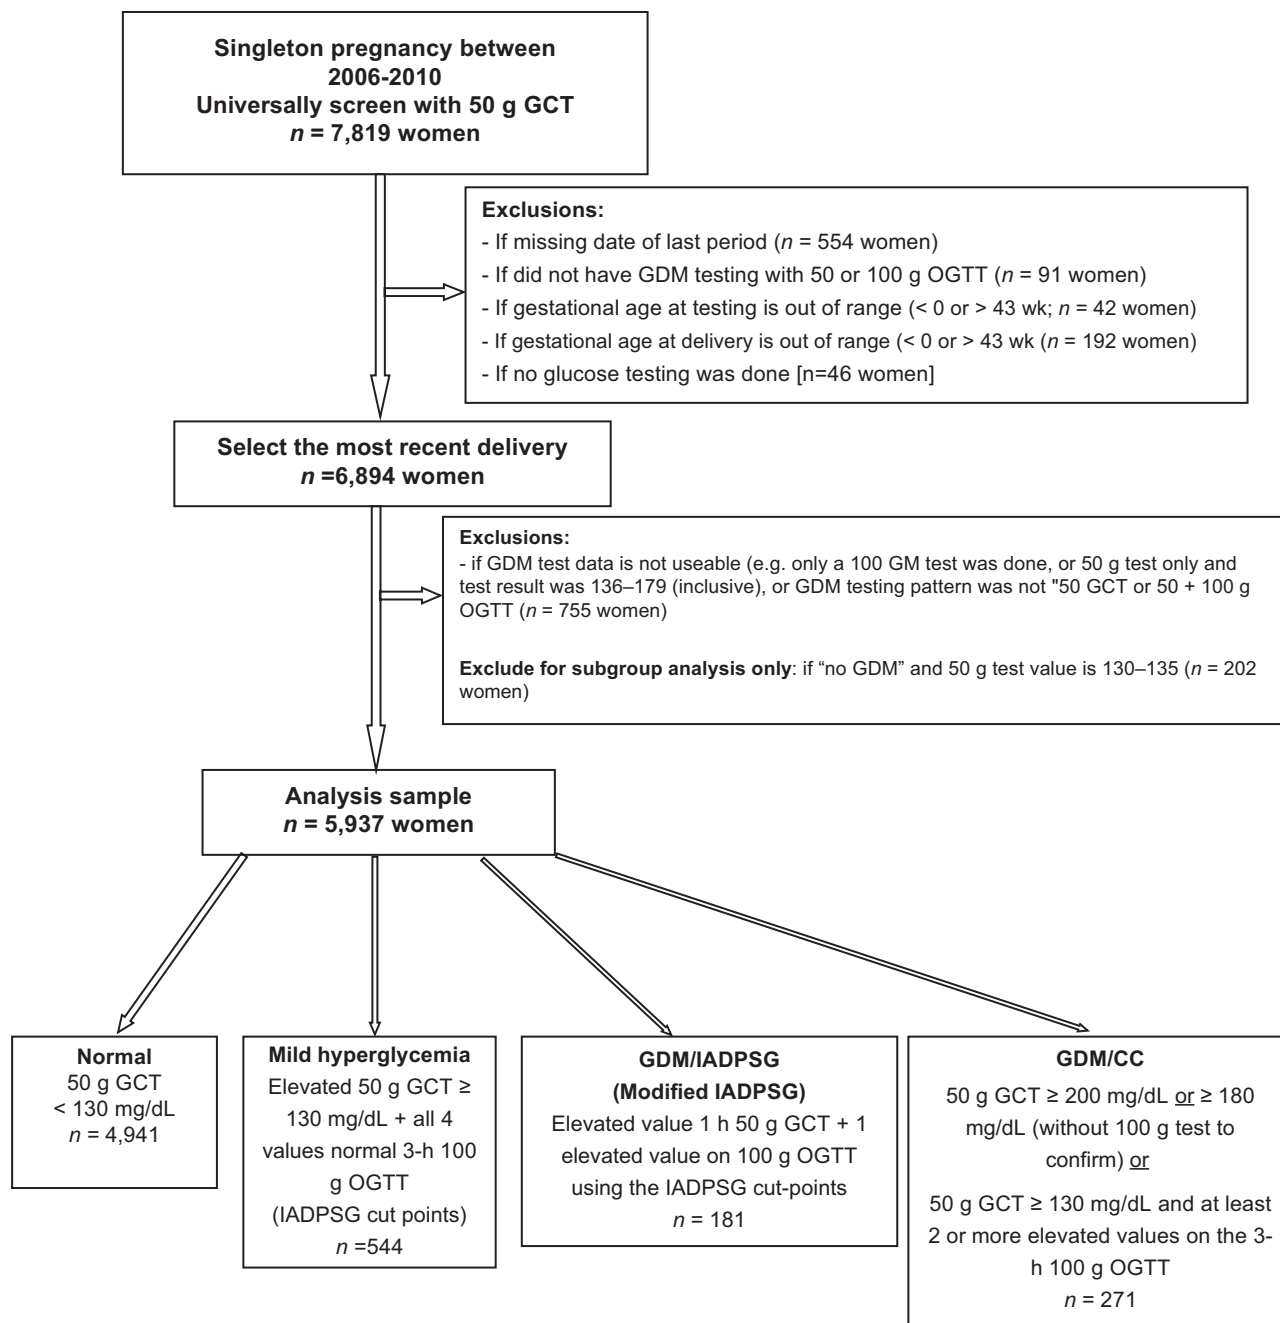 Singleton pregnancy between
2006-2010
Universally screen with 50 g GCT
n = 7,819 women
Exclusions:
- If missing date of last period (n = 554 women)
- If did not have GDM testing with 50 or 100 g OGTT (n = 91 women)
- If gestational age at testing is out of range (< 0 or > 43 wk; n = 42 women)
- If gestational age at delivery is out of range (< 0 or > 43 wk (n = 192 women)
- If no glucose testing was done [n=46 women]
Select the most recent delivery
n =6,894 women
Exclusions:
- if GDM test data is not useable (e.g. only a 100 GM test was done, or 50 g test only and
test result was 136–179 (inclusive), or GDM testing pattern was not "50 GCT or 50 + 100 g
OGTT (n = 755 women)
Exclude for subgroup analysis only: if “no GDM” and 50 g test value is 130–135 (n = 202
women)
Analysis sample
n = 5,937 women
Normal
50 g GCT
< 130 mg/dL
n = 4,941
Mild hyperglycemia
Elevated 50 g GCT ≥
130 mg/dL + all 4
values normal 3-h 100
g OGTT
(IADPSG cut points)
n =544
GDM/IADPSG
(Modified IADPSG)
Elevated value 1 h 50 g GCT + 1
elevated value on 100 g OGTT
using the IADPSG cut-points
n = 181
GDM/CC
50 g GCT ≥ 200 mg/dL or ≥ 180
mg/dL (without 100 g test to
confirm) or
50 g GCT ≥ 130 mg/dL and at least
2 or more elevated values on the 3-
h 100 g OGTT
n = 271